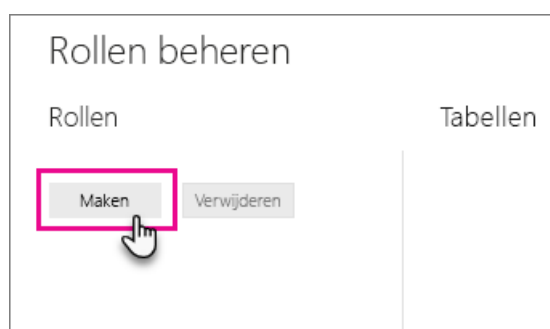 Rollen beheren
Rollen
Tabellen
Maken
Verwijderen